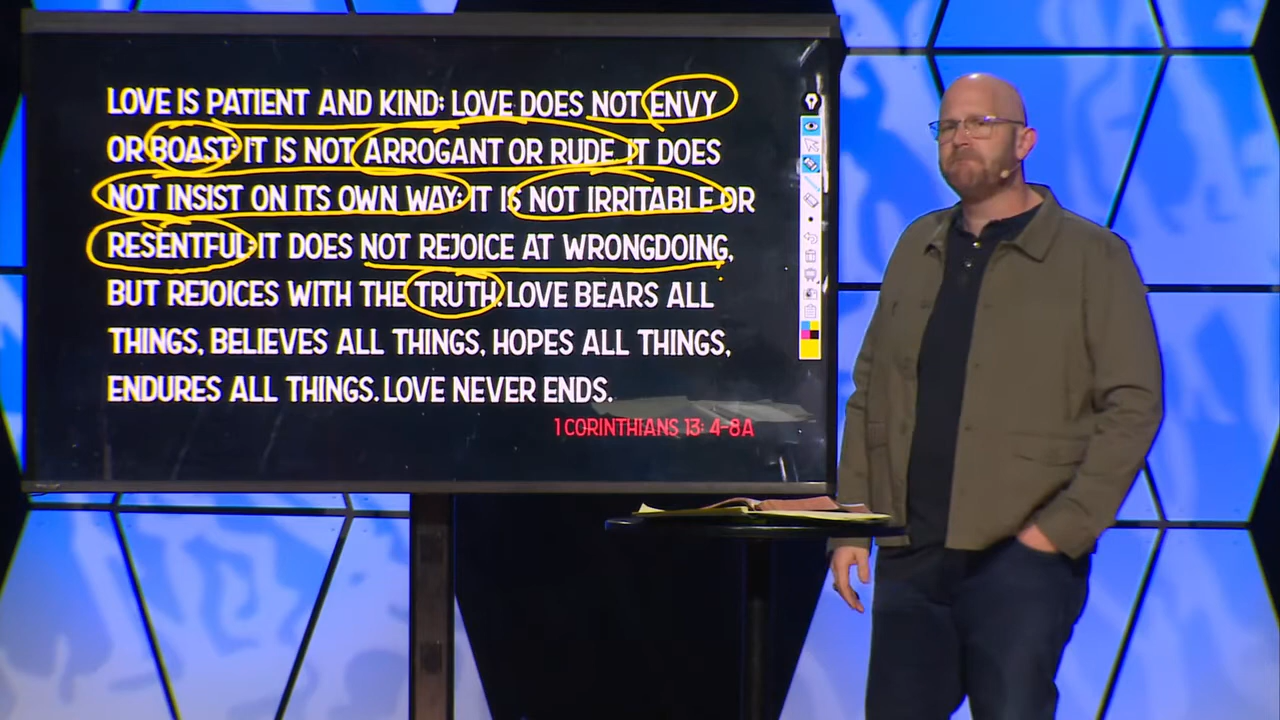 LOVE IS PATIENT AND KIND; LOVE DOES NOT ENVY
OR BOAST; IT IS NOT ARROGANT OR RUDE. IT DOES
NOT INSIST ON ITS OWN WAY; IT IS NOT IRRITABLE OR
RESENTFUL; IT DOES NOT REJOICE AT WRONGDOING,
BUT REJOICES WITH THE TRUTH. LOVE BEARS ALL
THINGS, BELIEVES ALL THINGS, HOPES ALL THINGS,
ENDURES ALL THINGS. LOVE NEVER ENDS.
1 CORINTHIANS 13: 4-8A